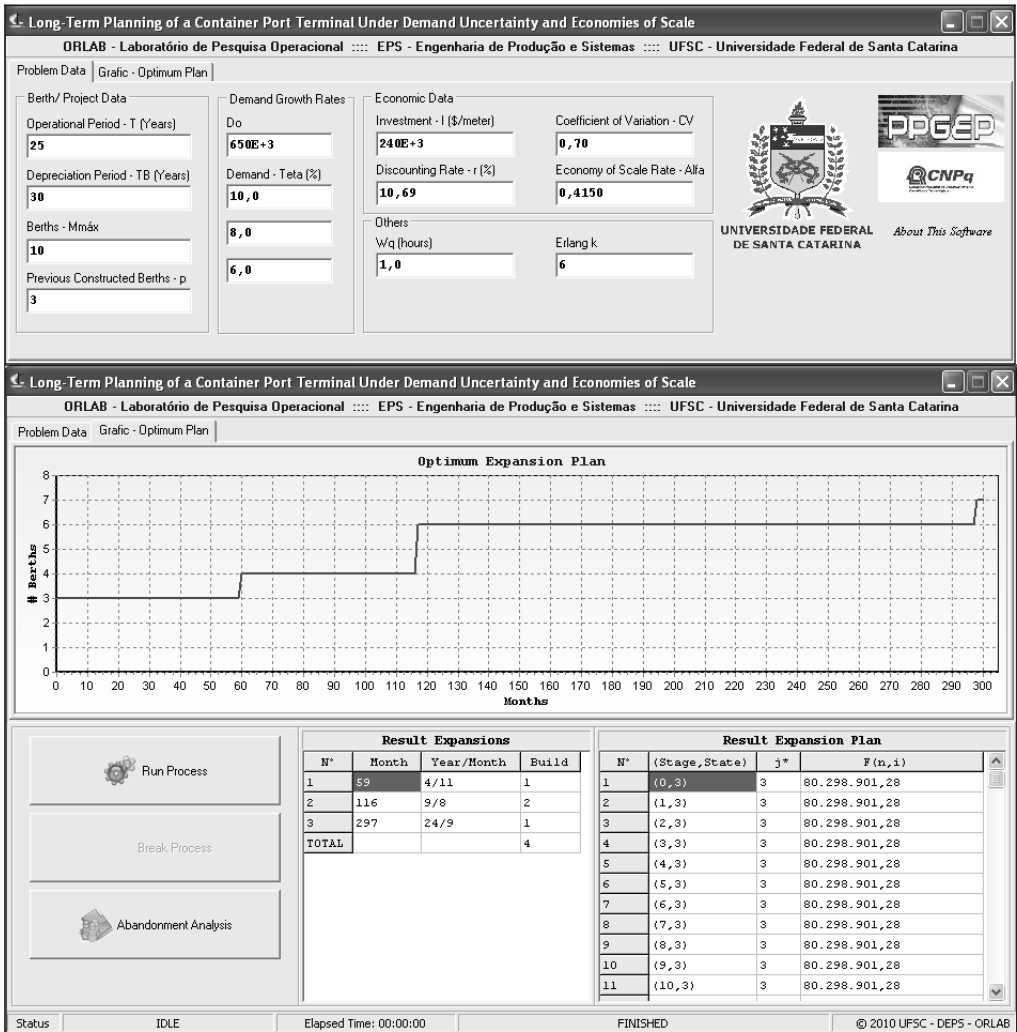 Long-Term Planning of a Container Port Terminal Under Demand Uncertainty and Economies of Scale
ORLAB - Laboratório de Pesquisa Operacional :::: EPS - Engenharia de Produção e Sistemas :::: UFSC - Universidade Federal de Santa Catarina
Problem Data Grafic - Optimum Plan
Berth/ Project Data
Operational Period - T (Years)
25
Depreciation Period - TB (Years)
30
Berths - Mmáx
10
Previous Constructed Berths - p
3
Demand Growth Rates
Do
650E+3
Demand - Teta (%)
10,0
8,0
6,0
Economic Data
Investment - I ($/meter)
240E+3
Coefficient of Variation - CV
0,70
Discounting Rate - r (%)
10,69
Economy of Scale Rate - Alfa
0,4150
Others
Wq (hours)
1,0
Erlang k
6
UNIVERSIDADE FEDERAL
DE SANTA CATARINA
PPGEP
CNPq
About This Software
Long-Term Planning of a Container Port Terminal Under Demand Uncertainty and Economies of Scale
ORLAB - Laboratório de Pesquisa Operacional :::: EPS - Engenharia de Produção e Sistemas :::: UFSC - Universidade Federal de Santa Catarina
Problem Data Grafic - Optimum Plan
Optimum Expansion Plan
# Berths
8
7
6
5
4
3
2
1
0
0 10 20 30 40 50 60 70 80 90 100 110 120 130 140 150 160 170 180 190 200 210 220 230 240 250 260 270 280 290 300
Months
Run Process
Break Process
Abandonment Analysis
Result Expansions
N° Month Year/Month Build
1 59 4/11 1
2 116 9/8 2
3 297 24/9 1
TOTAL 4
Result Expansion Plan
N° (Stage,State) j* F(n,i)
1 (0,3) 3 80.298.901,28
2 (1,3) 3 80.298.901,28
3 (2,3) 3 80.298.901,28
4 (3,3) 3 80.298.901,28
5 (4,3) 3 80.298.901,28
6 (5,3) 3 80.298.901,28
7 (6,3) 3 80.298.901,28
8 (7,3) 3 80.298.901,28
9 (8,3) 3 80.298.901,28
10 (9,3) 3 80.298.901,28
11 (10,3) 3 80.298.901,28
Status IDLE Elapsed Time: 00:00:00 FINISHED © 2010 UFSC - DEPS - ORLAB